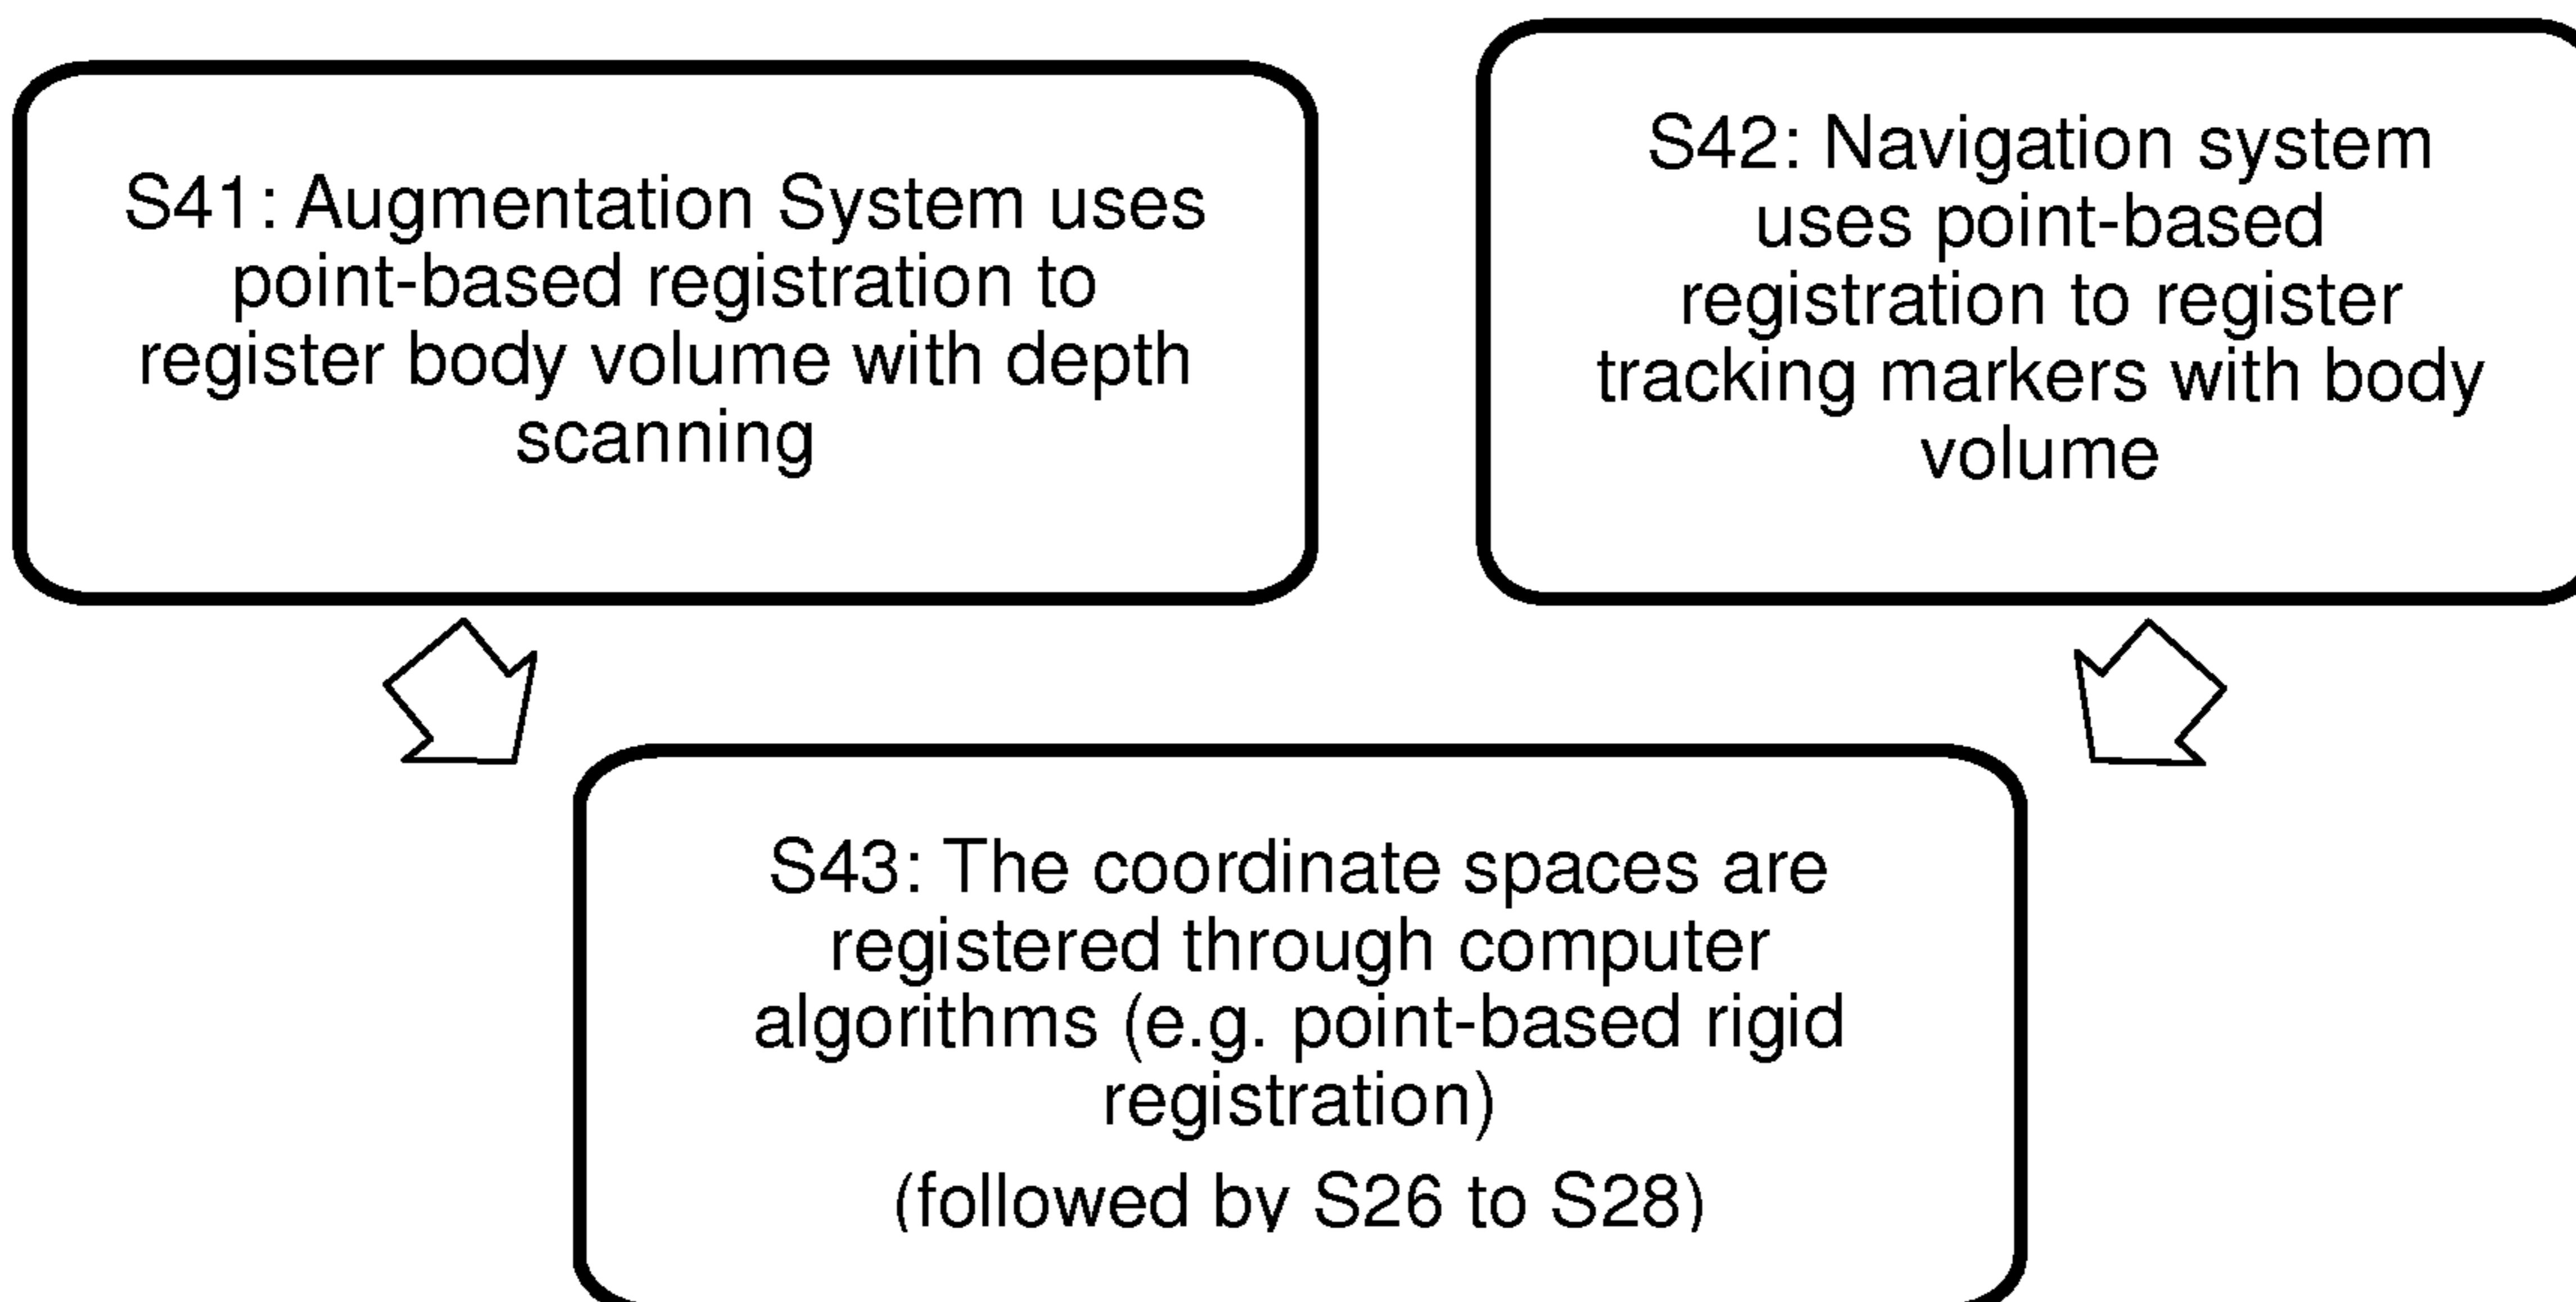 S41: Augmentation System uses
point-based registration to
register body volume with depth
scanning
S42: Navigation system
uses point-based
registration to register
tracking markers with body
volume
S43: The coordinate spaces are
registered through computer
algorithms (e.g. point-based rigid
registration)
(followed by S26 to S28)